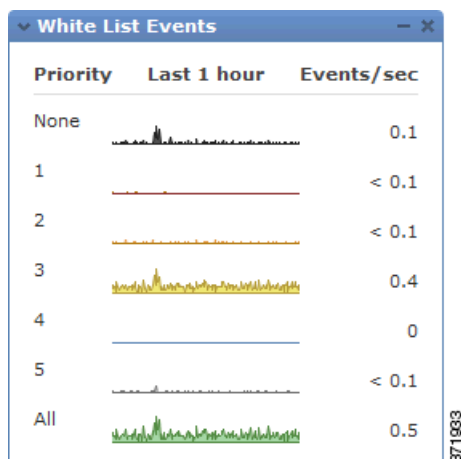 White List Events
Priority Last 1 hour Events/sec
None 0.1
1 < 0.1
2 < 0.1
3 0.4
4 0
5 < 0.1
All 0.5
371933